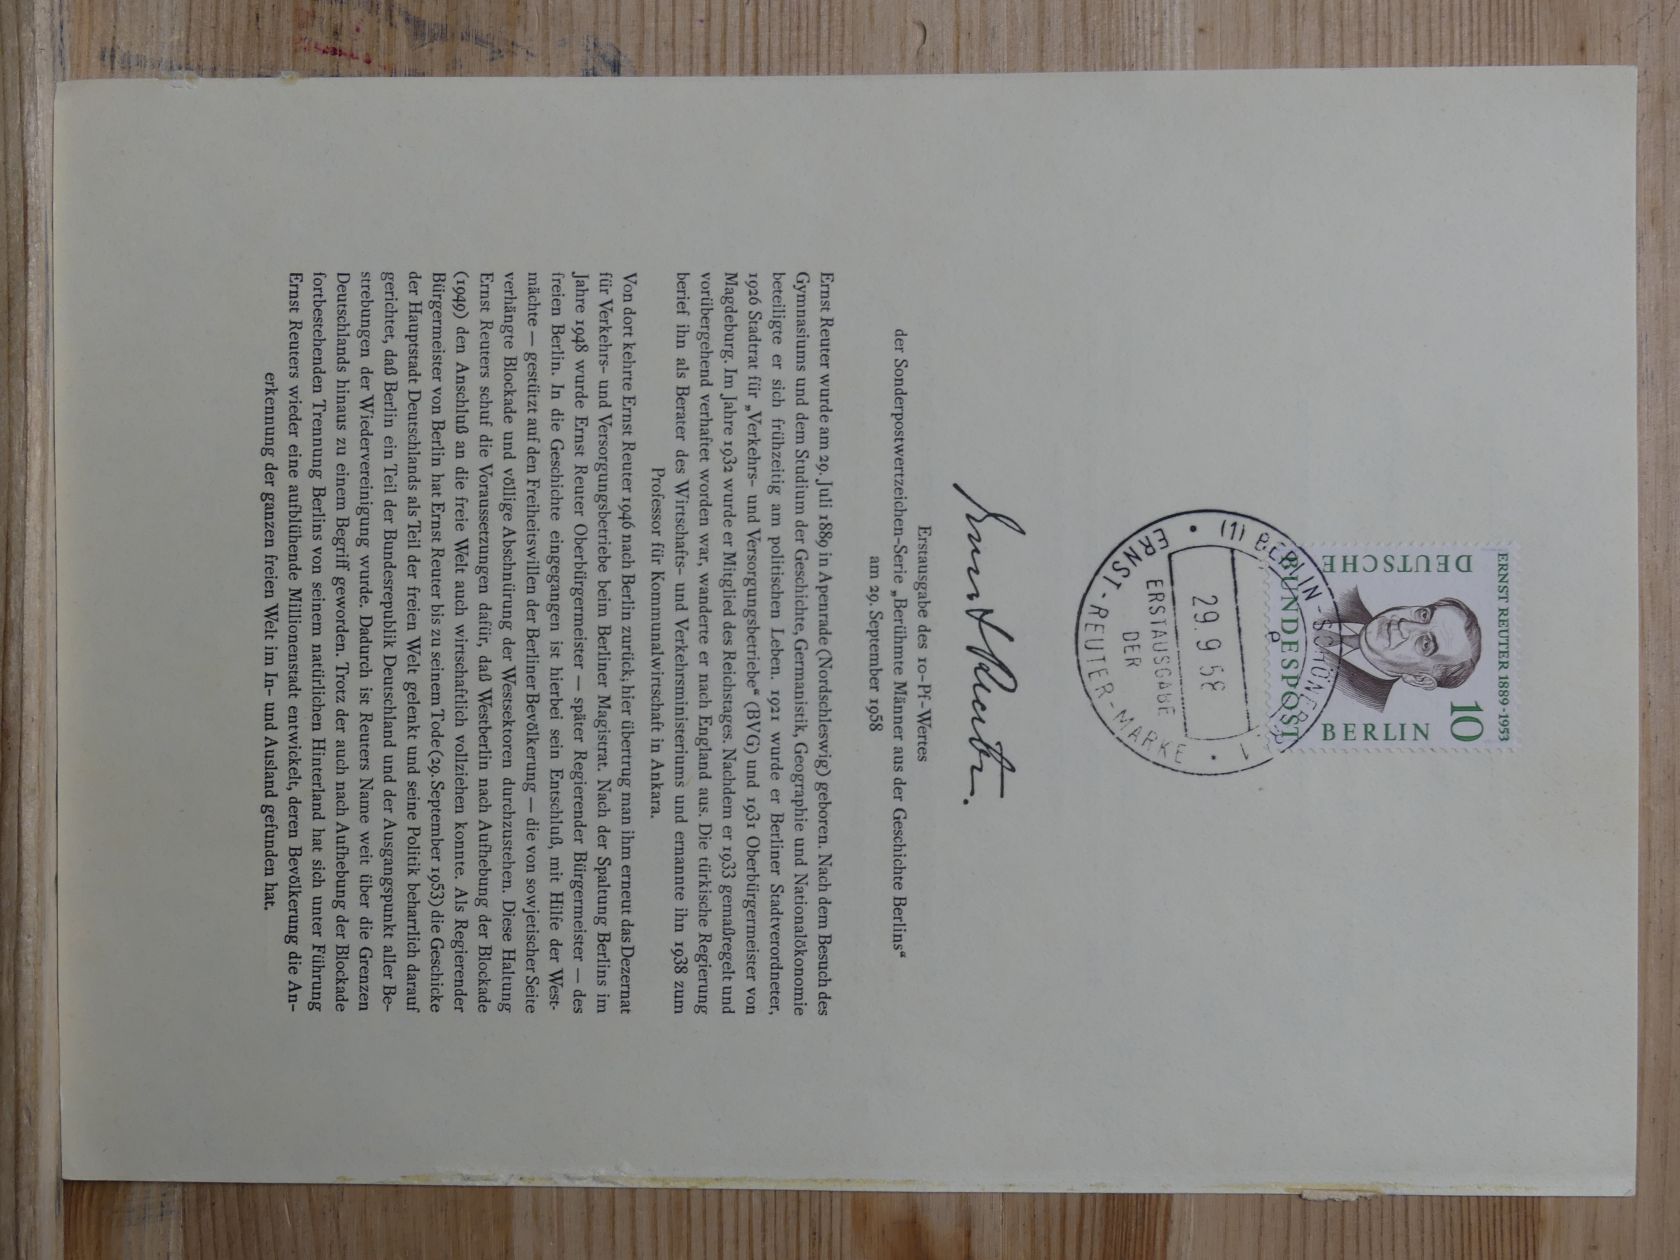 ERNST REUTER 1889-1953
10
DEUTSCHE
BUNDESPOST
BERLIN
(1) BERLIN-SCHÖNEBERG
29.9.58
ERSTAUSGABE
DER
ERNST-REUTER-MARKE
Ernst Reuter.
Erstausgabe des 10-Pf-Wertes
der Sonderpostwertzeichen-Serie „Berühmte Männer aus der Geschichte Berlins“
am 29. September 1958
Ernst Reuter wurde am 29. Juli 1889 in Apenrade (Nordschleswig) geboren. Nach dem Besuch des
Gymnasiums und dem Studium der Geschichte, Germanistik, Geographie und Nationalökonomie
beteiligte er sich frühzeitig am politischen Leben. 1921 wurde er Berliner Stadtverordneter,
1926 Stadtrat für „Verkehrs- und Versorgungsbetriebe“ (BVG) und 1931 Oberbürgermeister von
Magdeburg. Im Jahre 1932 wurde er Mitglied des Reichstages. Nachdem er 1933 gemaßregelt und
vorübergehend verhaftet worden war, wanderte er nach England aus. Die türkische Regierung
berief ihn als Berater des Wirtschafts- und Verkehrsministeriums und ernannte ihn 1938 zum
Professor für Kommunalwirtschaft in Ankara.
Von dort kehrte Ernst Reuter 1946 nach Berlin zurück; hier übertrug man ihm erneut das Dezernat
für Verkehrs- und Versorgungsbetriebe beim Berliner Magistrat. Nach der Spaltung Berlins im
Jahre 1948 wurde Ernst Reuter Oberbürgermeister — später Regierender Bürgermeister — des
freien Berlin. In die Geschichte eingegangen ist hierbei sein Entschluß, mit Hilfe der West-
mächte — gestützt auf den Freiheitswillen der Berliner Bevölkerung — die von sowjetischer Seite
verhängte Blockade und völlige Abschnürung der Westsektoren durchzustehen. Diese Haltung
Ernst Reuters schuf die Voraussetzungen dafür, daß Westberlin nach Aufhebung der Blockade
(1949) den Anschluß an die freie Welt auch wirtschaftlich vollziehen konnte. Als Regierender
Bürgermeister von Berlin hat Ernst Reuter bis zu seinem Tode (29. September 1953) die Geschicke
der Hauptstadt Deutschlands als Teil der freien Welt gelenkt und seine Politik beharrlich darauf
gerichtet, daß Berlin ein Teil der Bundesrepublik Deutschland und der Ausgangspunkt aller Be-
strebungen der Wiedervereinigung wurde. Dadurch ist Reuters Name weit über die Grenzen
Deutschlands hinaus zu einem Begriff geworden. Trotz der auch nach Aufhebung der Blockade
fortbestehenden Trennung Berlins von seinem natürlichen Hinterland hat sich unter Führung
Ernst Reuters wieder eine aufblühende Millionenstadt entwickelt, deren Bevölkerung die An-
erkennung der ganzen freien Welt im In- und Ausland gefunden hat.